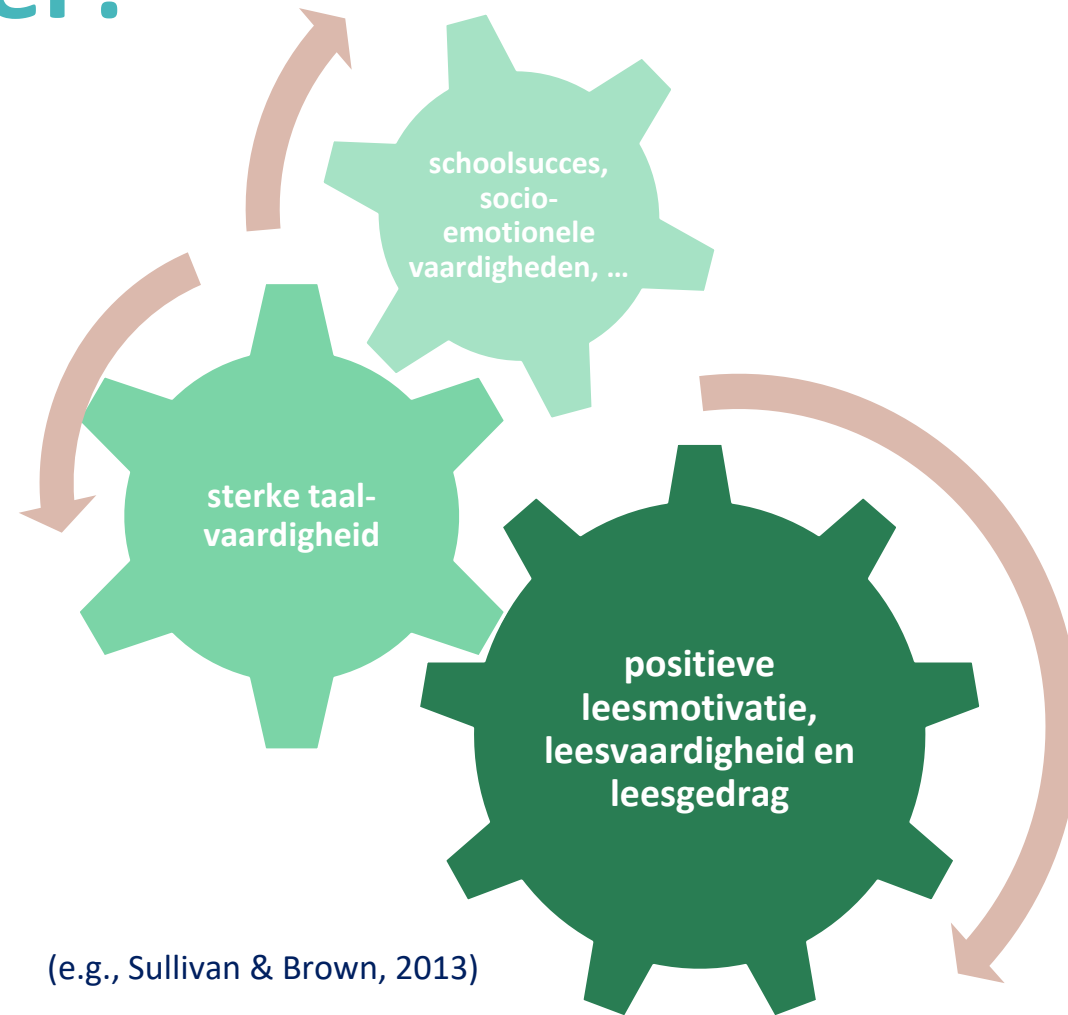 schoolsucces,
socio-
emotionele
vaardigheden, ...
sterke taal-
vaardigheid
positieve
leesmotivatie,
leesvaardigheid en
leesgedrag
(e.g., Sullivan & Brown, 2013)